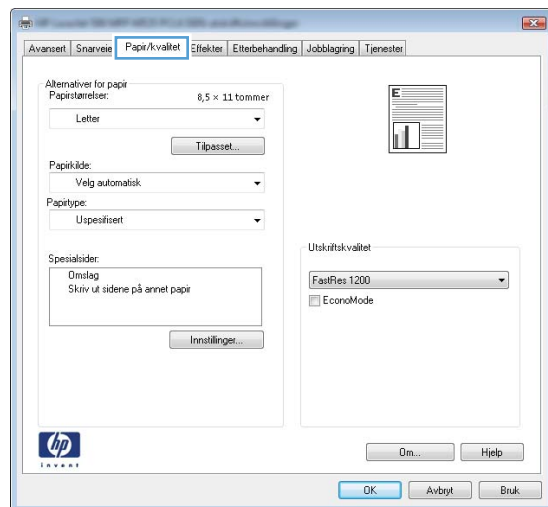 Avansert Snarveie Papir/kvalitet Effekter Etterbehandling Jobblagring Tjenester
Alternativer for papir
Papirstørrelser: 8,5 × 11 tommer
Letter
Tilpasset...
Papirkilde:
Velg automatisk
Papirtype:
Uspesifisert
Spesialsider:
Omslag
Skriv ut sidene på annet papir
Innstillinger...
E
Utskriftskvalitet
FastRes 1200
EconoMode
hp
invent
Om... Hjelp
OK Avbryt Bruk